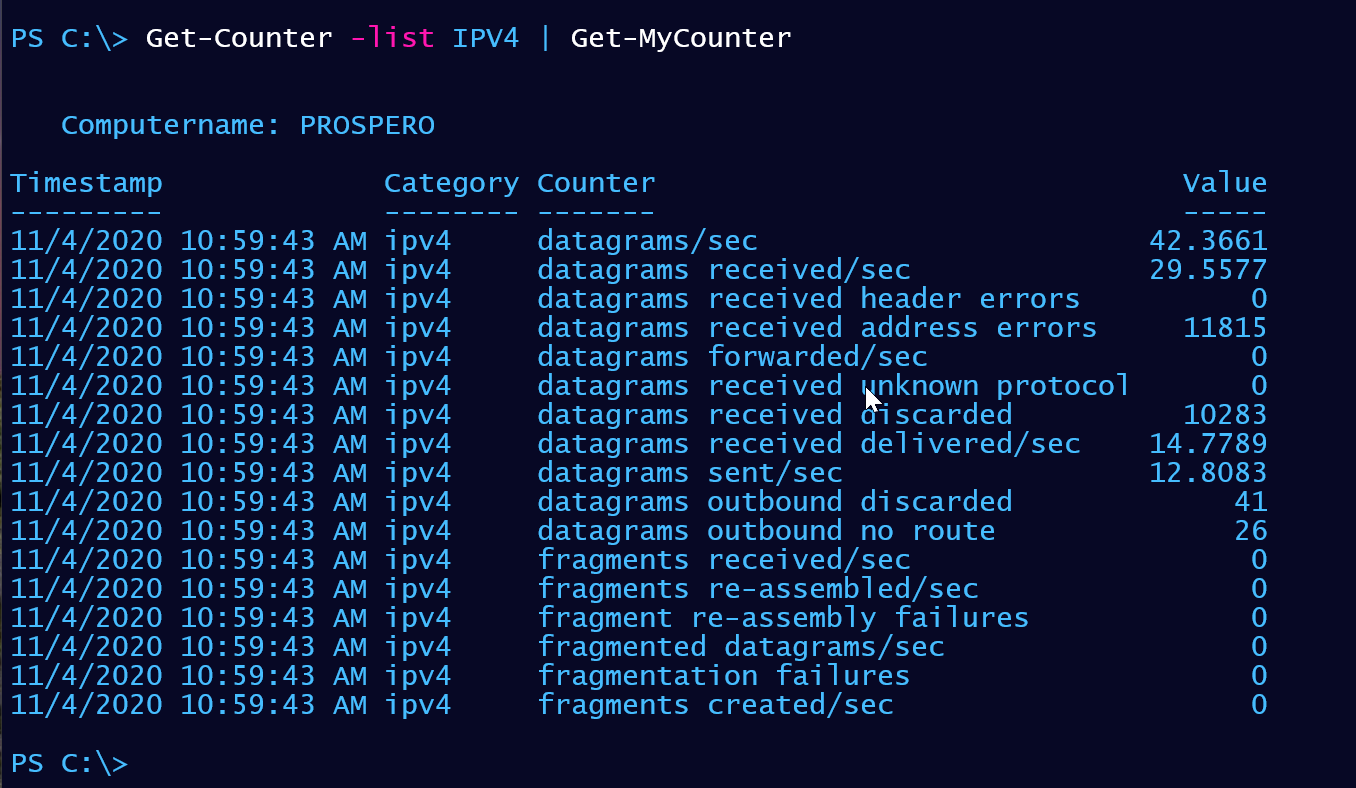 PS C:\> Get-Counter -list IPV4 | Get-MyCounter
Computername: PROSPERO
Timestamp Category Counter Value
--------- -------- ------- -----
11/4/2020 10:59:43 AM ipv4 datagrams/sec 42.3661
11/4/2020 10:59:43 AM ipv4 datagrams received/sec 29.5577
11/4/2020 10:59:43 AM ipv4 datagrams received header errors 0
11/4/2020 10:59:43 AM ipv4 datagrams received address errors 11815
11/4/2020 10:59:43 AM ipv4 datagrams forwarded/sec 0
11/4/2020 10:59:43 AM ipv4 datagrams received unknown protocol 0
11/4/2020 10:59:43 AM ipv4 datagrams received discarded 10283
11/4/2020 10:59:43 AM ipv4 datagrams received delivered/sec 14.7789
11/4/2020 10:59:43 AM ipv4 datagrams sent/sec 12.8083
11/4/2020 10:59:43 AM ipv4 datagrams outbound discarded 41
11/4/2020 10:59:43 AM ipv4 datagrams outbound no route 26
11/4/2020 10:59:43 AM ipv4 fragments received/sec 0
11/4/2020 10:59:43 AM ipv4 fragments re-assembled/sec 0
11/4/2020 10:59:43 AM ipv4 fragment re-assembly failures 0
11/4/2020 10:59:43 AM ipv4 fragmented datagrams/sec 0
11/4/2020 10:59:43 AM ipv4 fragmentation failures 0
11/4/2020 10:59:43 AM ipv4 fragments created/sec 0
PS C:\>